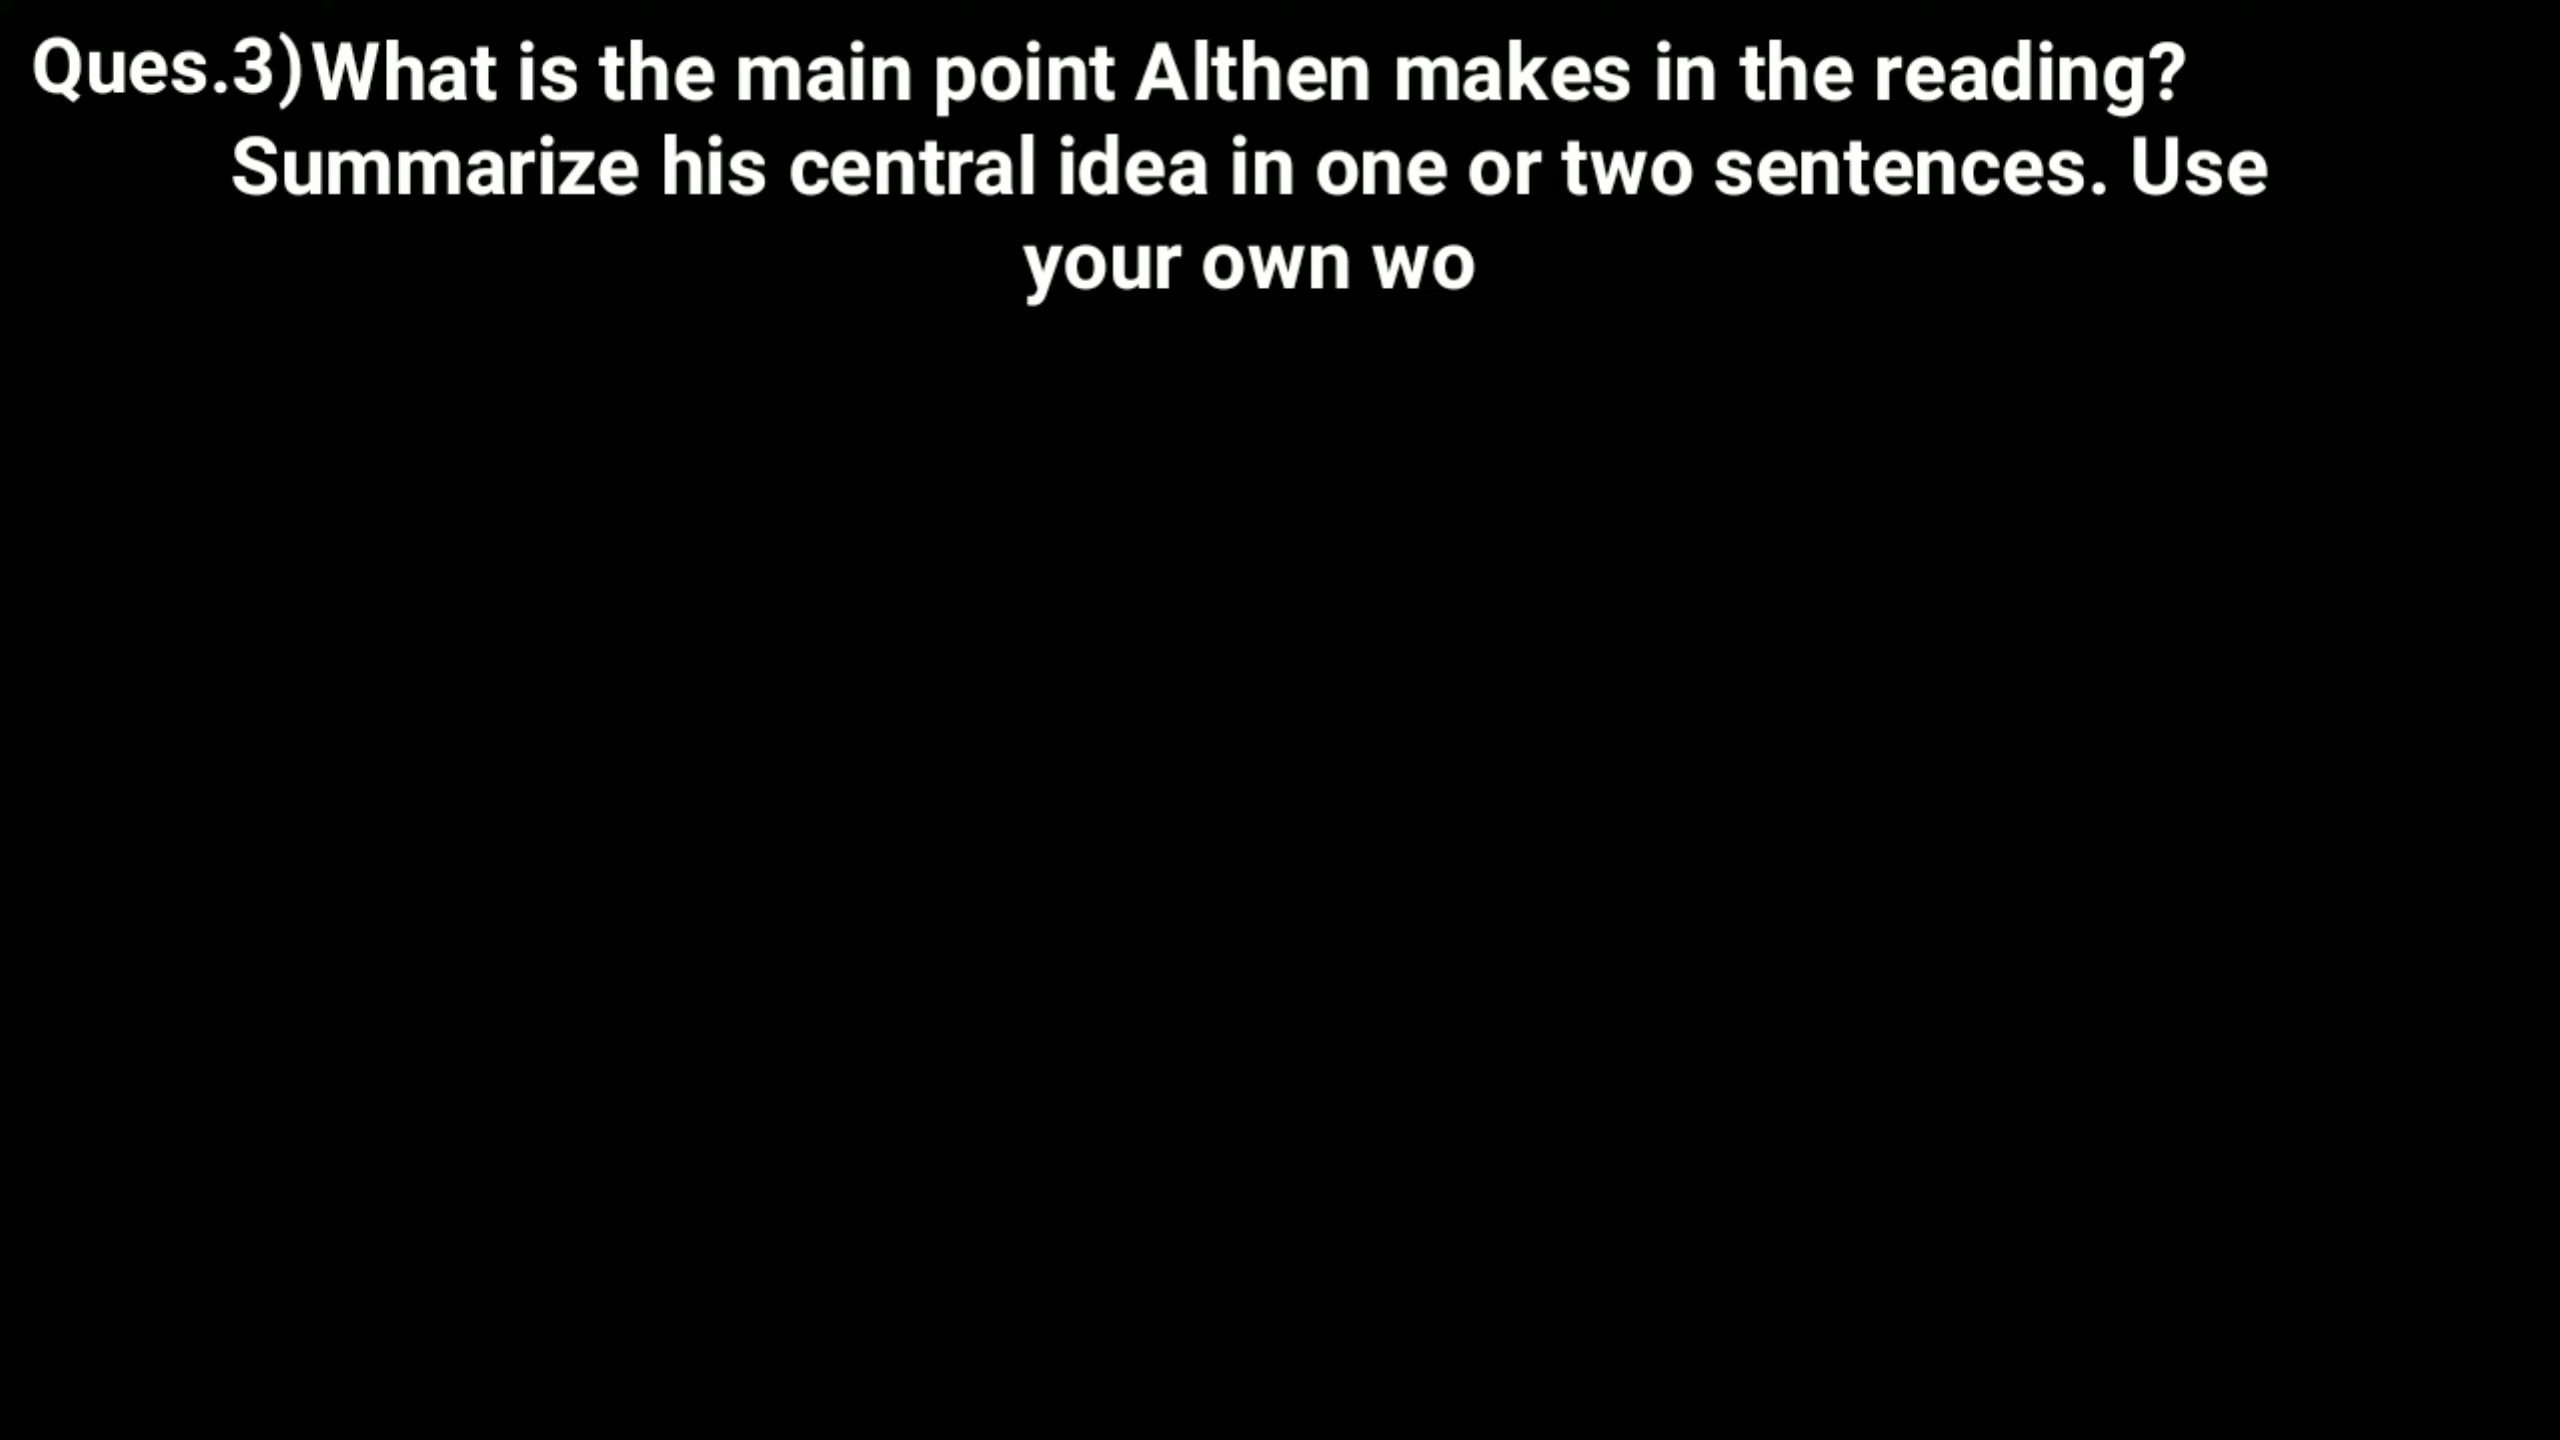 Ques.3)What is the main point Althen makes in the reading?
Summarize his central idea in one or two sentences. Use
your own wo